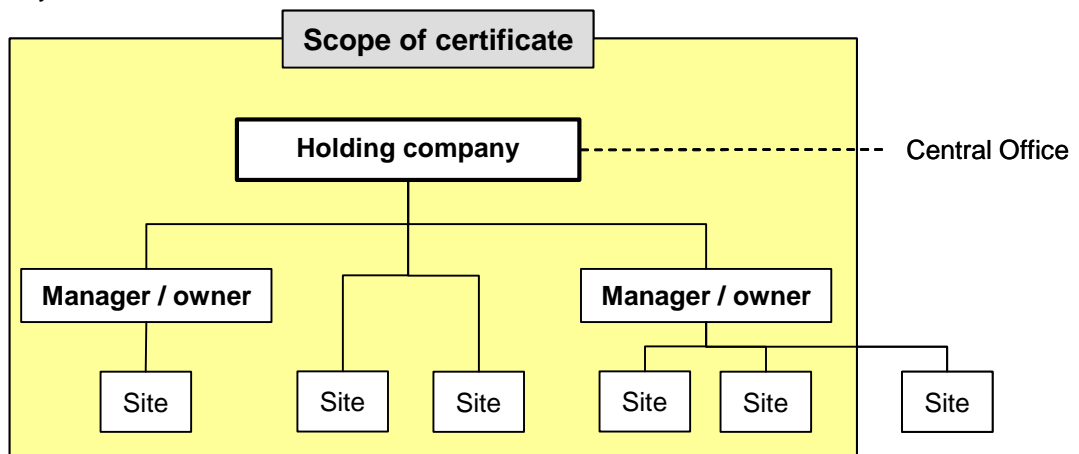 Scope of certificate
Holding company
Central Office
Manager / owner
Manager / owner
Site
Site
Site
Site
Site
Site